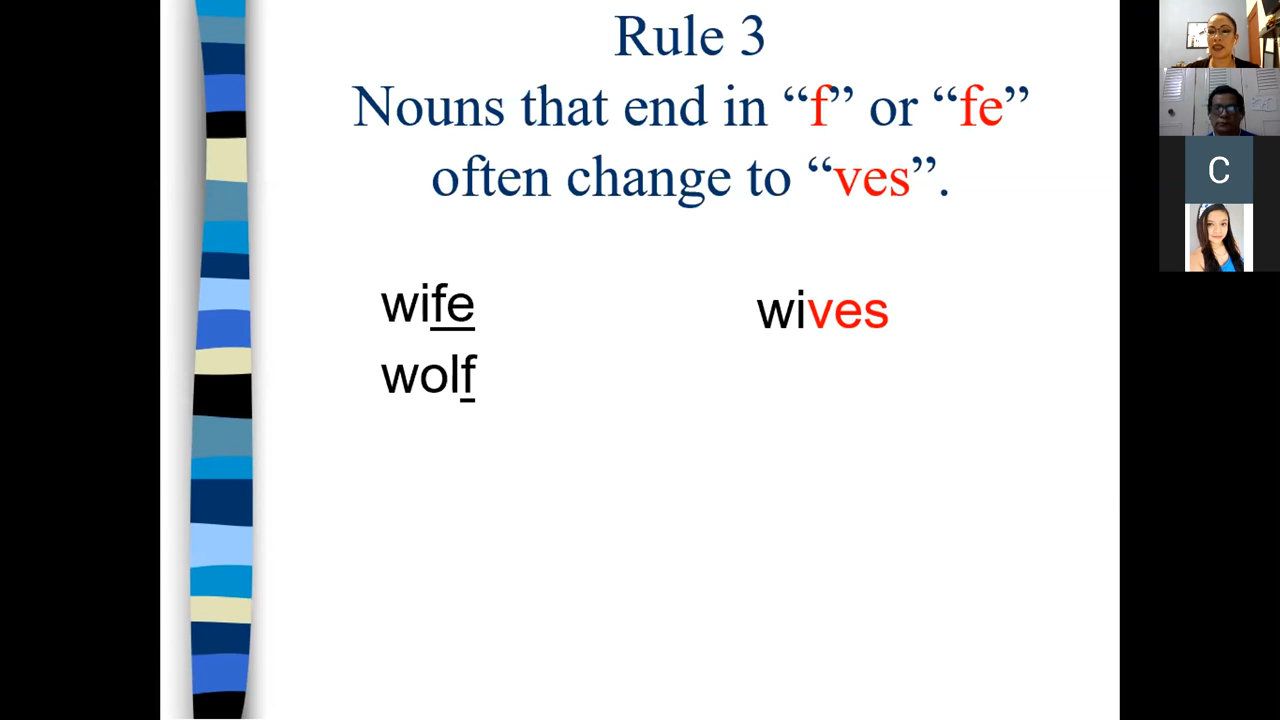 Rule 3
Nouns that end in “f” or “fe”
often change to “ves”.
wife wives
wolf
C